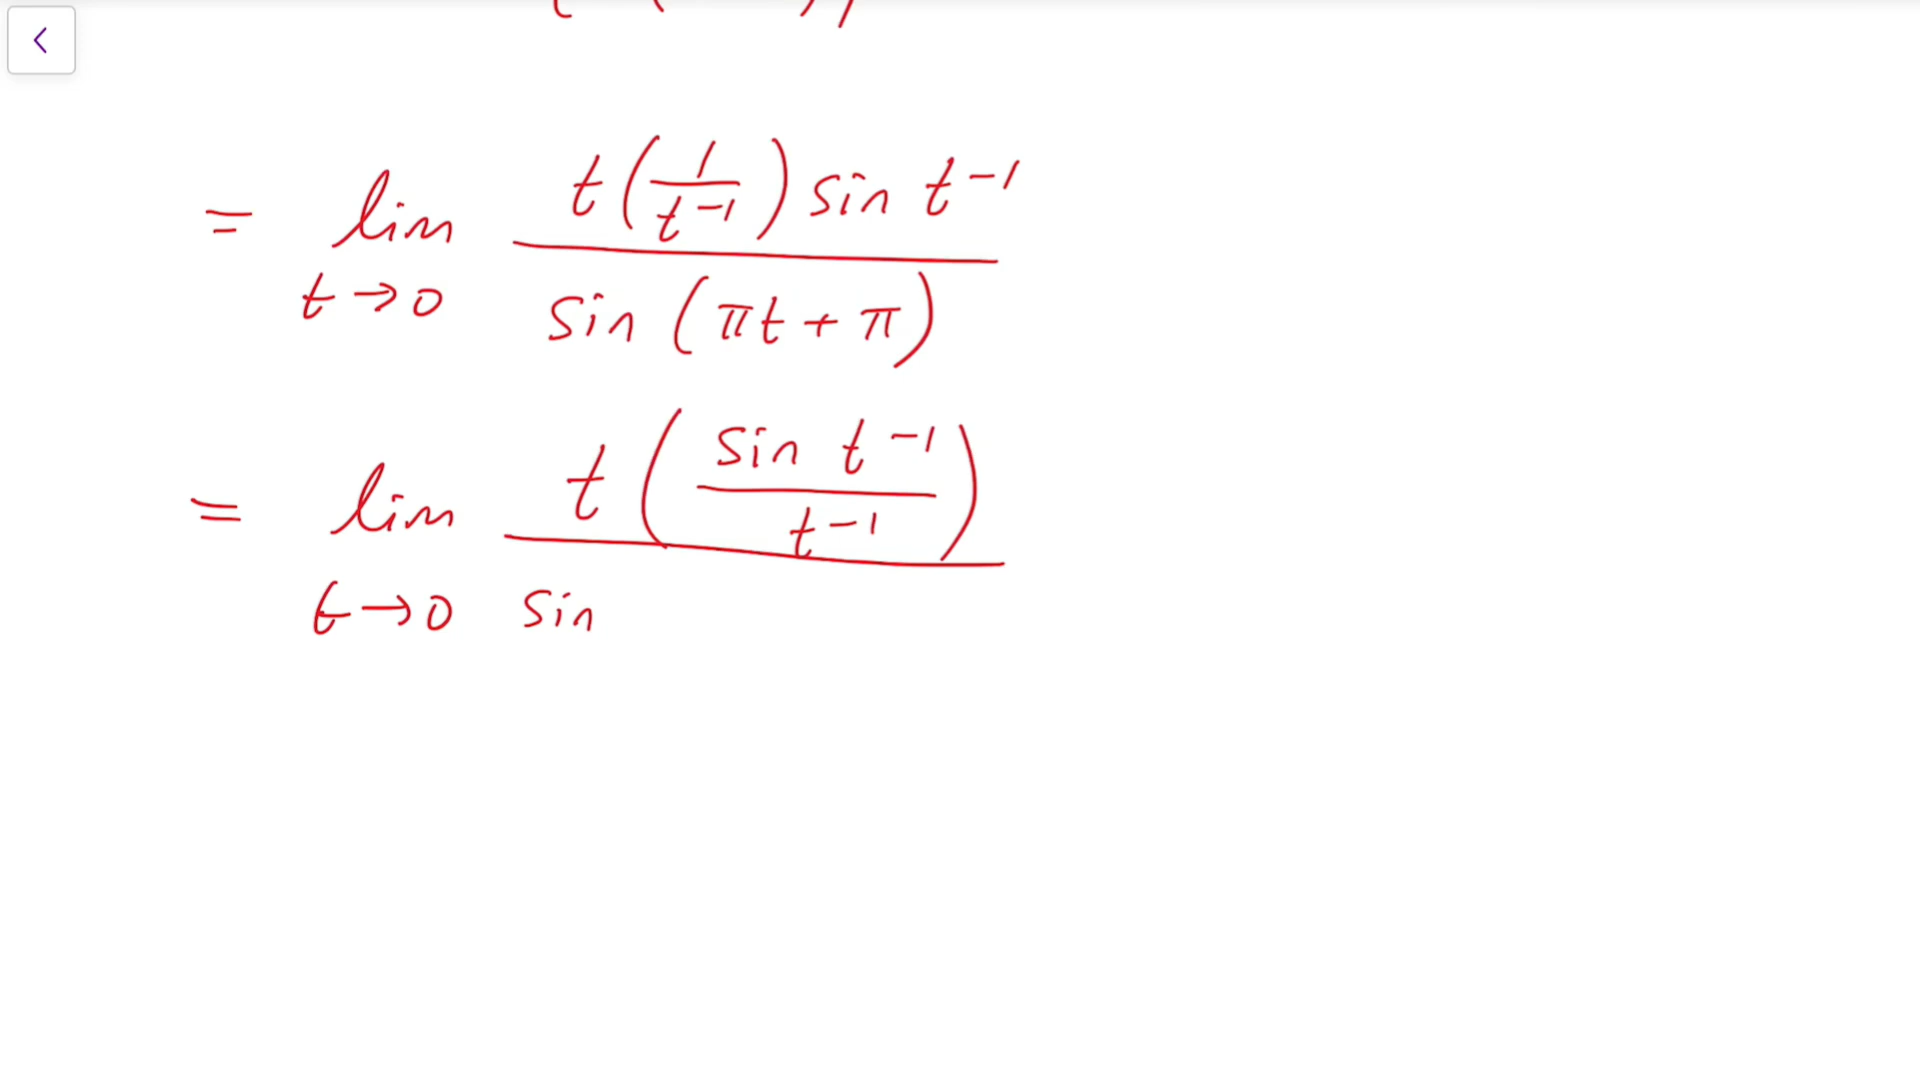 = lim t→0 t(1/t⁻¹) sin t⁻¹ / sin (πt + π)
= lim t→0 t(sin t⁻¹ / t⁻¹) / sin